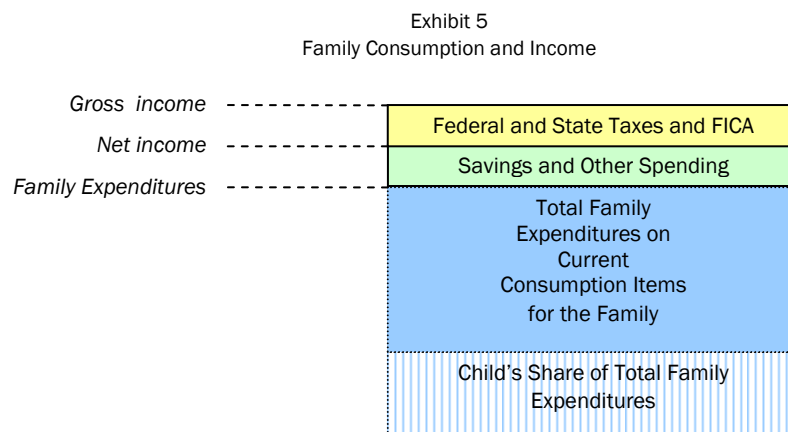 Exhibit 5
Family Consumption and Income
Gross income
Federal and State Taxes and FICA
Net income
Savings and Other Spending
Family Expenditures
Total Family
Expenditures on
Current
Consumption Items
for the Family
Child's Share of Total Family
Expenditures